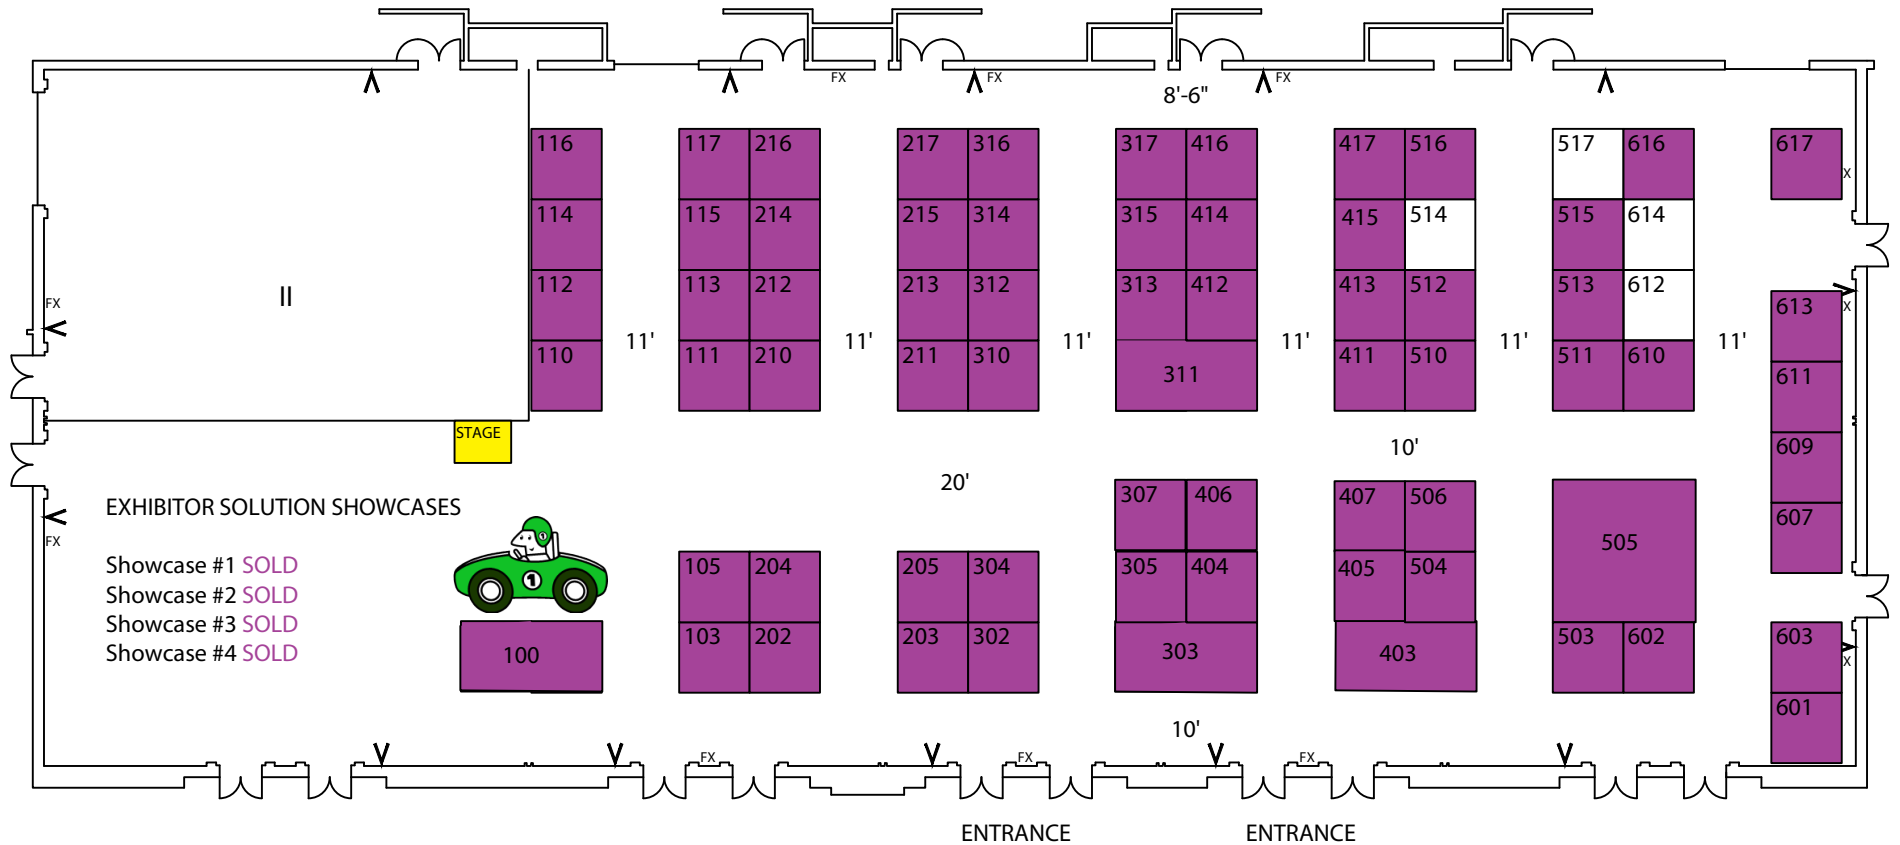 8'-6"
FX FX FX
116 117 216 217 316 317 416 417 516 517 616 617
X
114 115 214 215 314 315 414 415 514 515 614
II
FX
112 113 212 213 312 313 412 413 512 513 612 613
X
11' 11' 11' 11' 11' 11'
110 111 210 211 310 311 411 510 511 610 611
STAGE
10'
609
20'
EXHIBITOR SOLUTION SHOWCASES
307 406 407 506 505 607
FX
1
1
Showcase #1 SOLD
Showcase #2 SOLD
Showcase #3 SOLD
Showcase #4 SOLD
105 204 205 304 305 404 405 504
100 103 202 203 302 303 403 503 602 603
X
601
10'
FX FX FX
ENTRANCE ENTRANCE